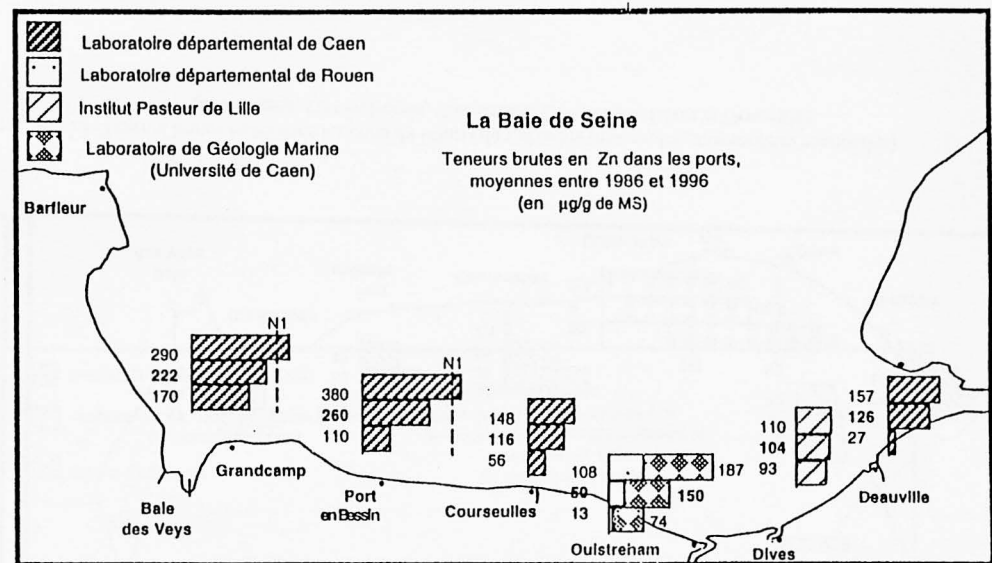 Laboratoire départemental de Caen
Laboratoire départemental de Rouen
Institut Pasteur de Lille
Laboratoire de Géologie Marine
(Université de Caen)
La Baie de Seine
Teneurs brutes en Zn dans les ports,
moyennes entre 1986 et 1996
(en µg/g de MS)
Barfleur
N1
290
222
170
Grandcamp
Baie
des Veys
N1
380
260
110
Port
en Bessin
148
116
56
Courseulles
108 187
50 150
13 74
Ouistreham
110
104
93
Dives
157
126
27
Deauville